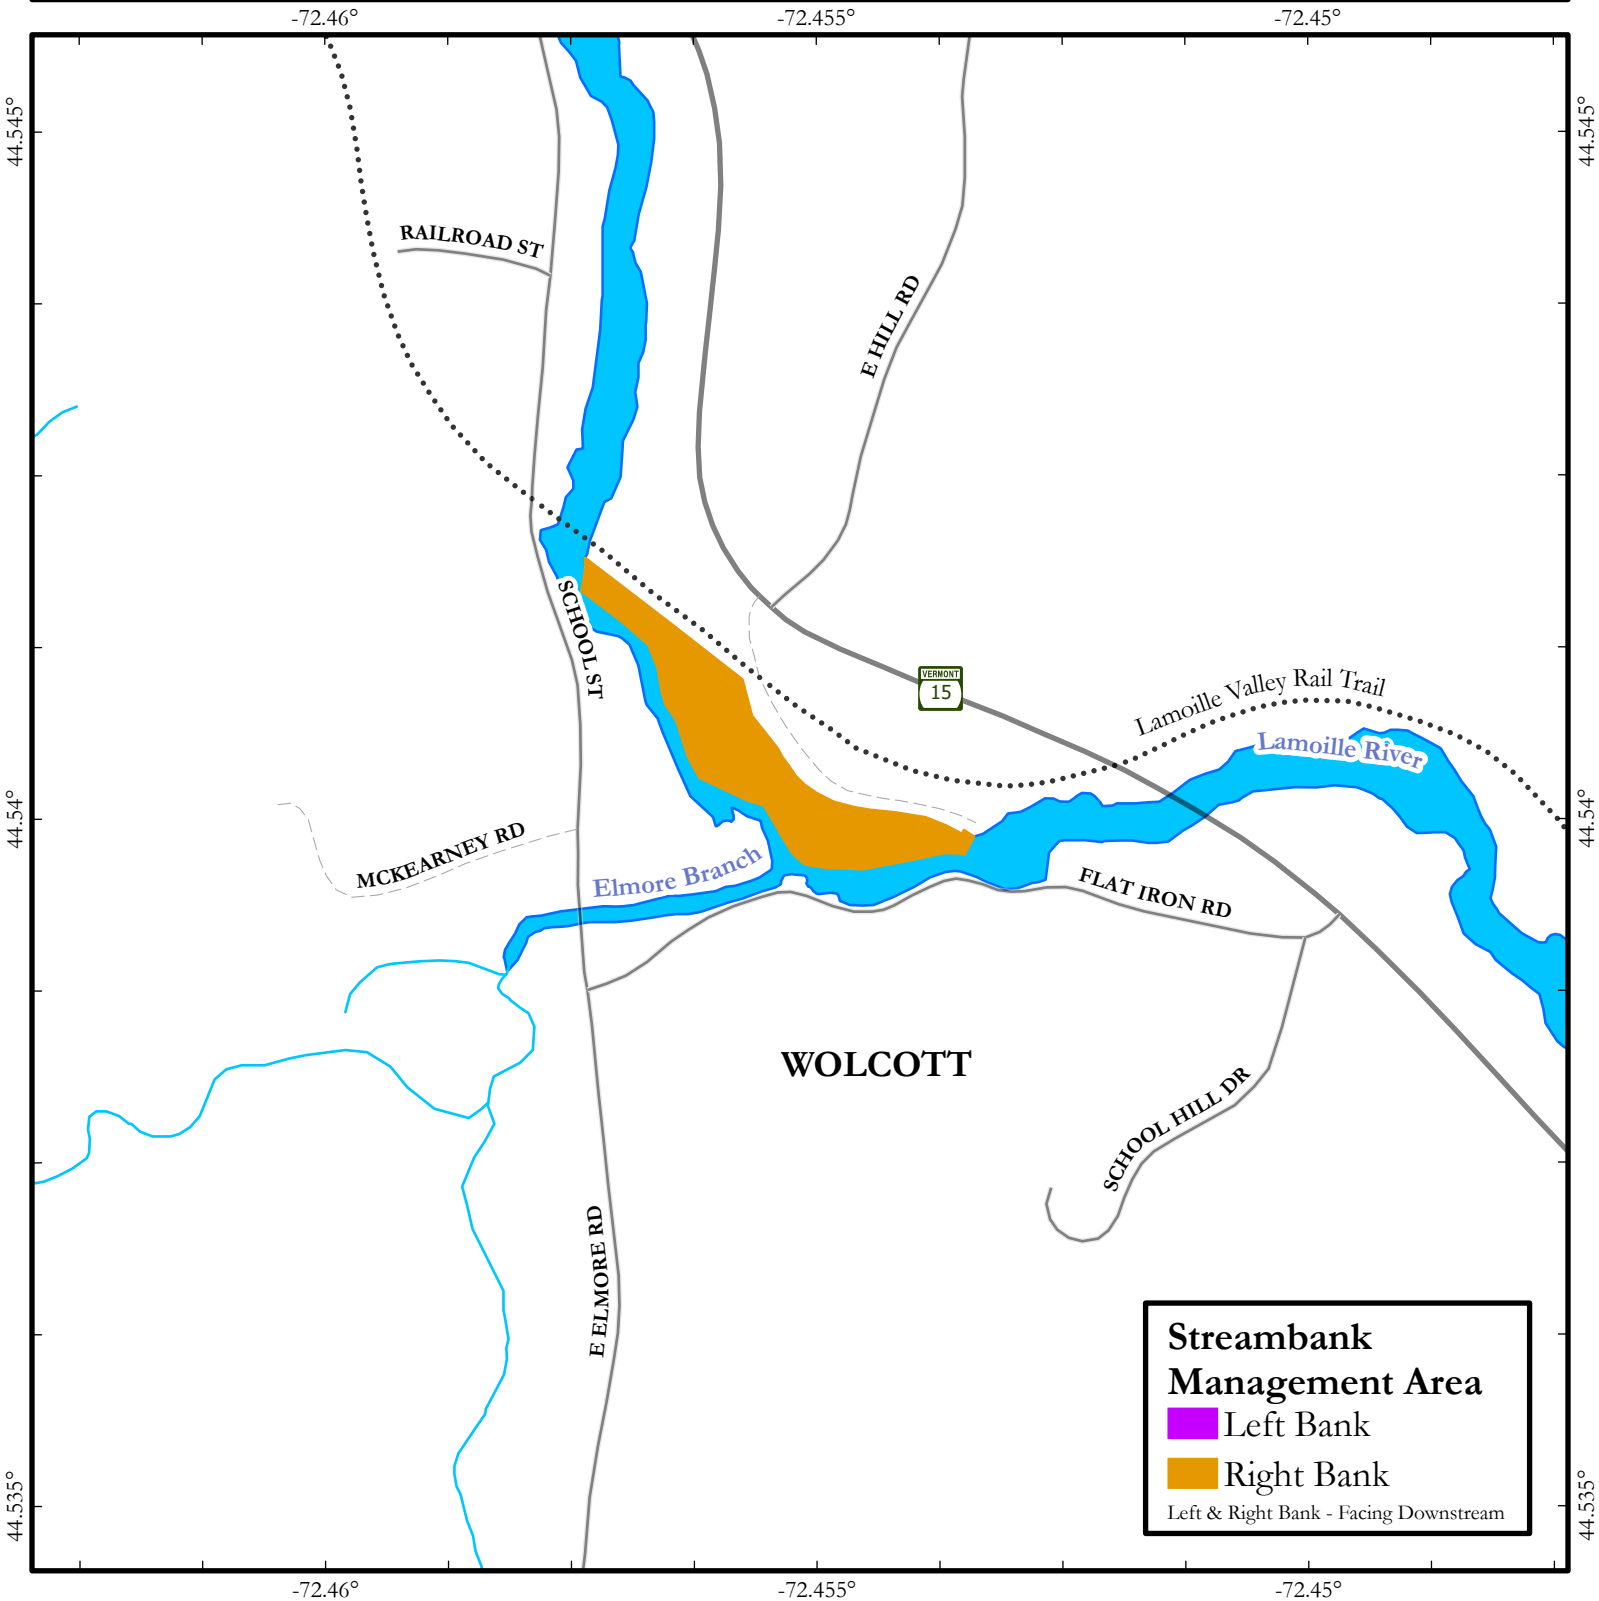 -72.46° -72.455° -72.45°
44.545° 44.545°
RAILROAD ST
E HILL RD
SCHOOL ST
VERMONT
15
Lamoille Valley Rail Trail
Lamoille River
44.54° 44.54°
MCKEARNEY RD
Elmore Branch
FLAT IRON RD
WOLCOTT
SCHOOL HILL DR
E ELMORE RD
Streambank
Management Area
Left Bank
Right Bank
Left & Right Bank - Facing Downstream
44.535° 44.535°
-72.46° -72.455° -72.45°